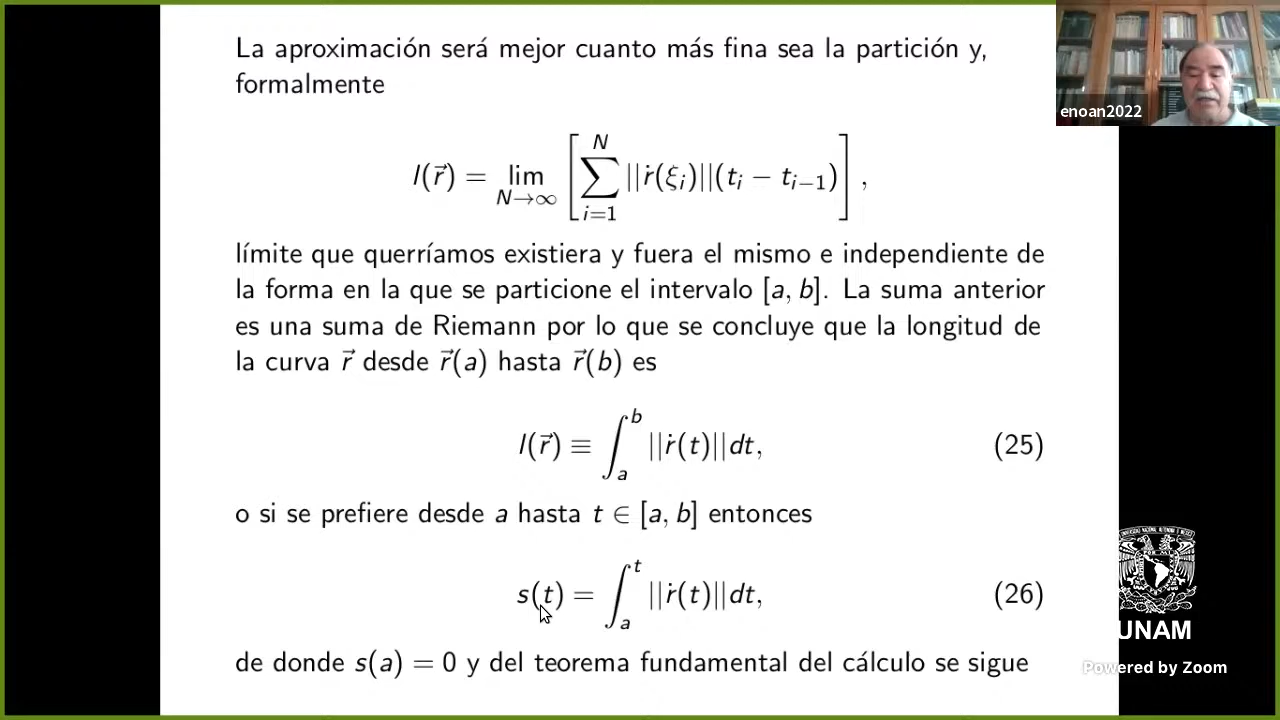 La aproximación será mejor cuanto más fina sea la partición y,
formalmente
l(r⃗) = lim_{N→∞} [ ∑_{i=1}^{N} ||ṙ(ξ_i)||(t_i − t_{i−1}) ] ,
límite que querríamos existiera y fuera el mismo e independiente de
la forma en la que se particione el intervalo [a, b]. La suma anterior
es una suma de Riemann por lo que se concluye que la longitud de
la curva r⃗ desde r⃗(a) hasta r⃗(b) es
l(r⃗) ≡ ∫_a^b ||ṙ(t)||dt, (25)
o si se prefiere desde a hasta t ∈ [a, b] entonces
s(t) = ∫_a^t ||ṙ(t)||dt, (26)
de donde s(a) = 0 y del teorema fundamental del cálculo se sigue
enoan2022
UNAM
Powered by Zoom